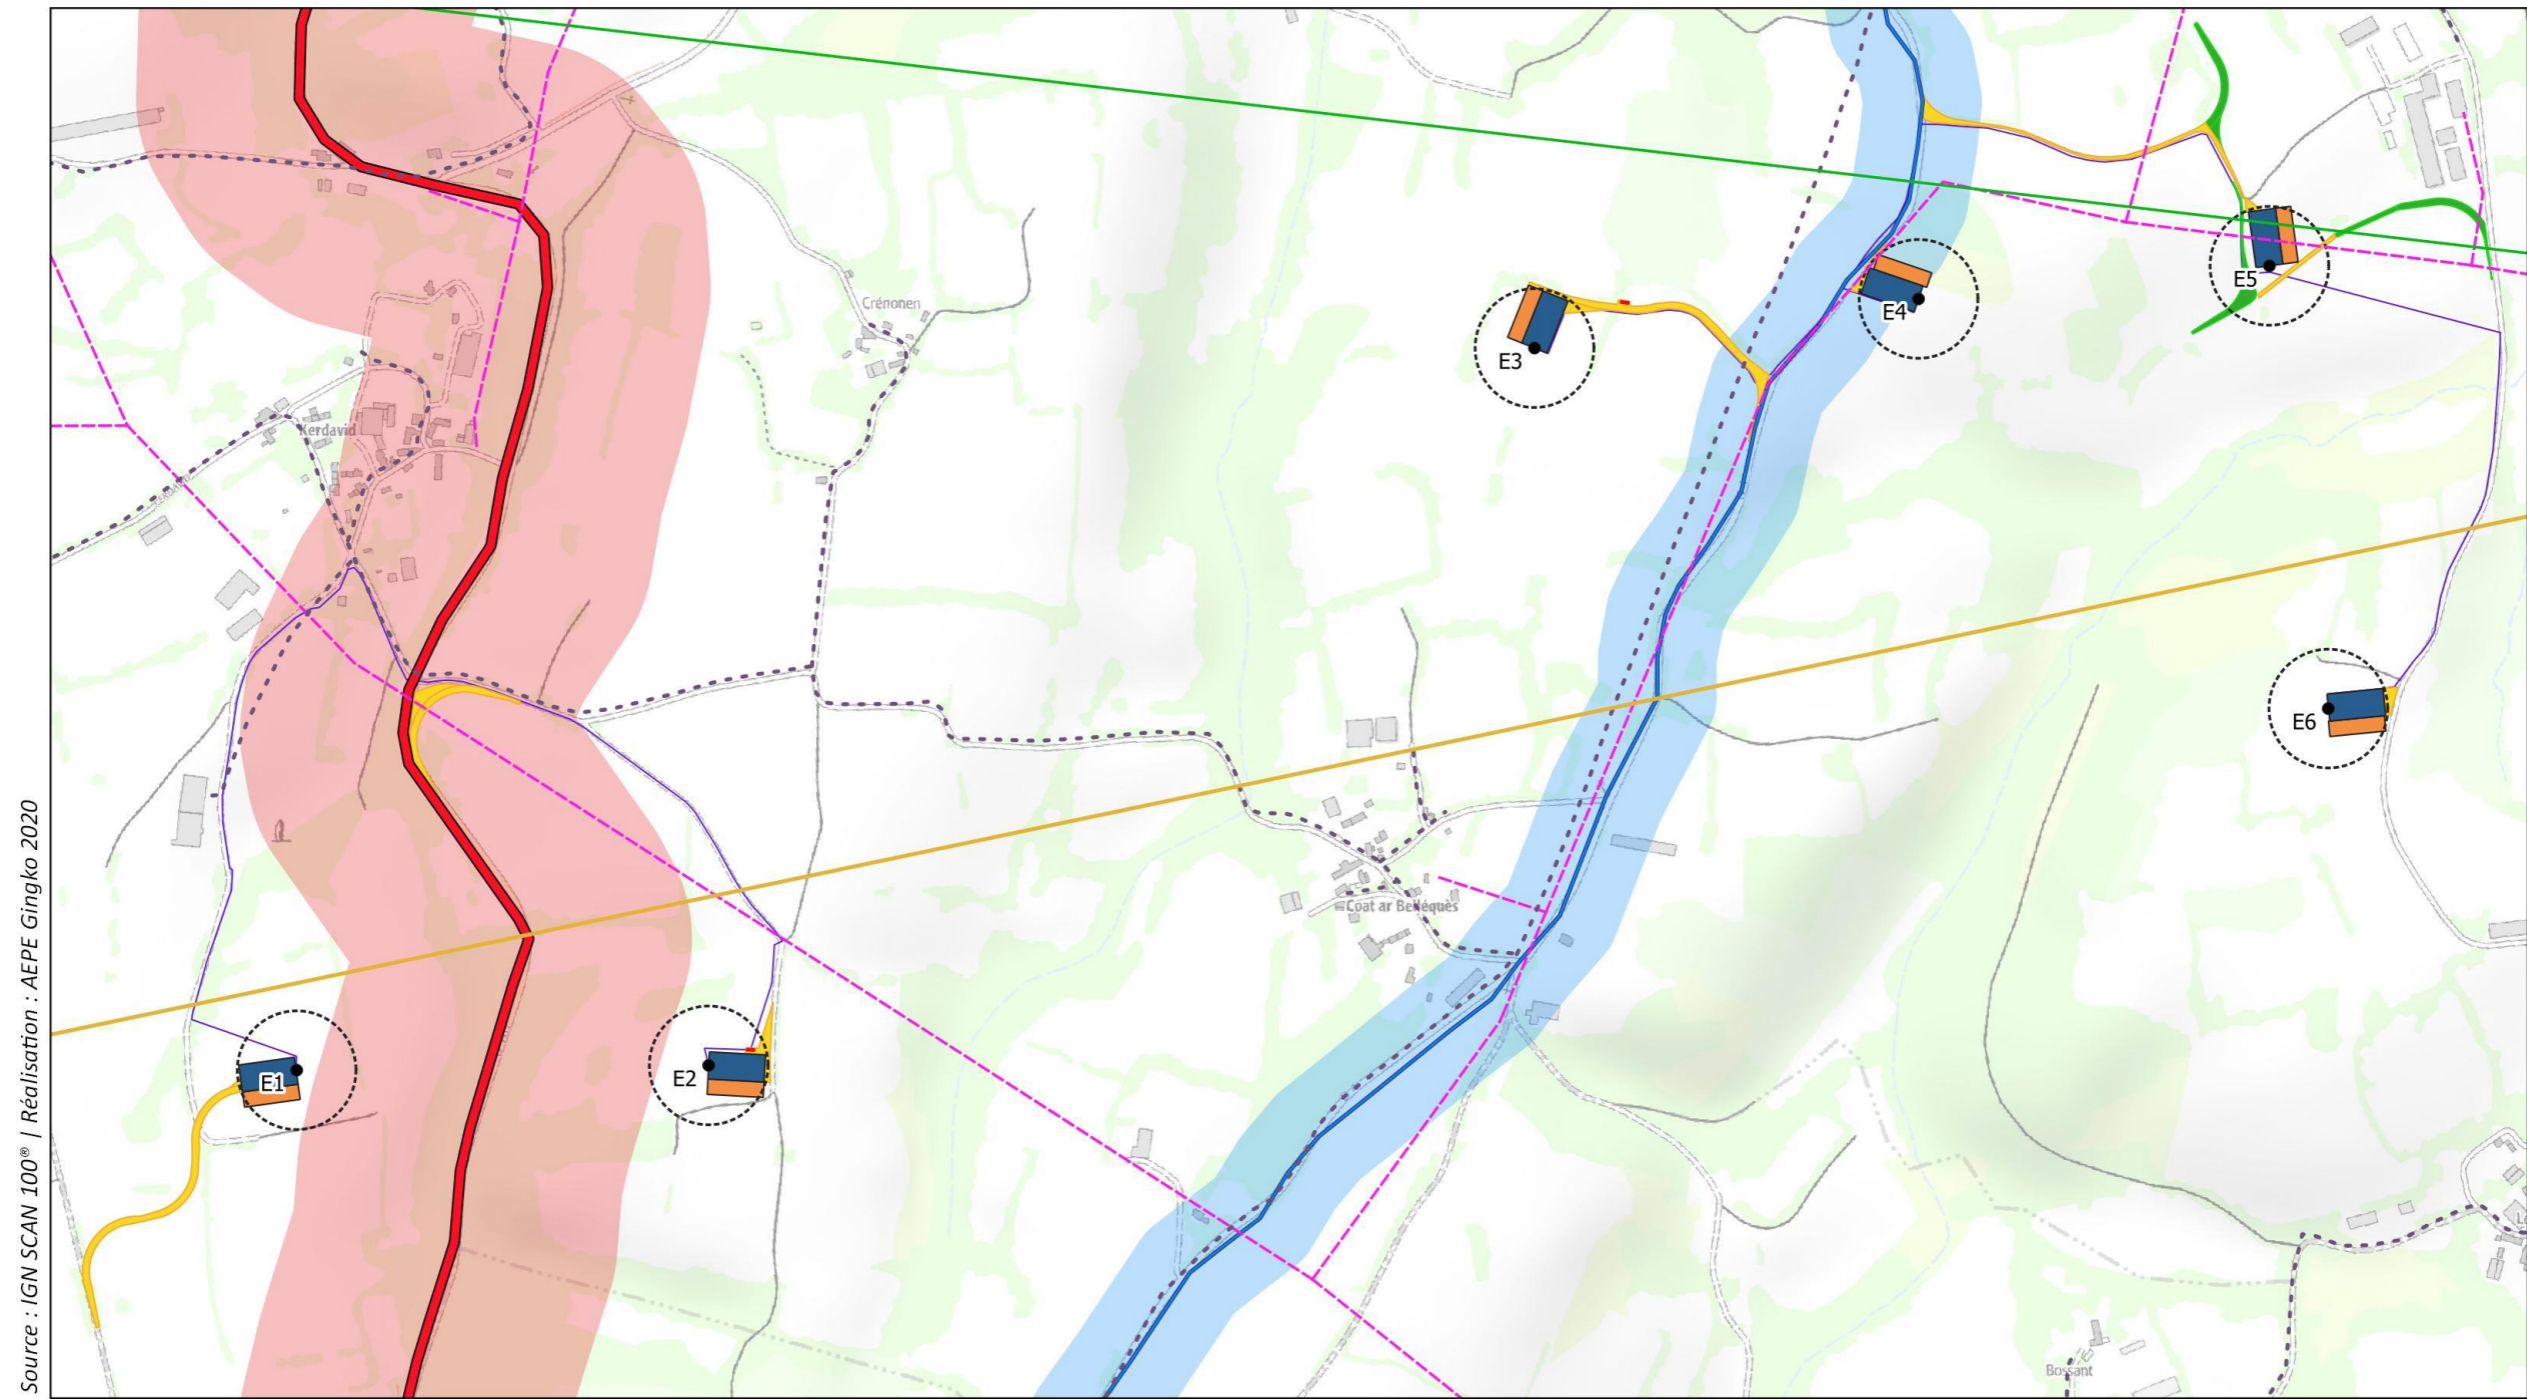 Crénonen
E5
E4
E3
Kerdavid
E6
Coat ar Belléquès
E2
E1
Bossant
Source : IGN SCAN 100® | Réalisation : AEPE Gingko 2020